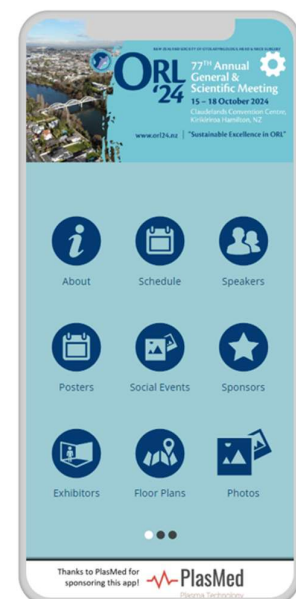 NEW ZEALAND SOCIETY OF OTOLARYNGOLOGY, HEAD & NECK SURGERY
ORL
'24
77TH Annual
General &
Scientific Meeting
15 – 18 October 2024
Claudelands Convention Centre,
Kirikiriroa Hamilton, NZ
www.orl24.nz | "Sustainable Excellence in ORL"
About
Schedule
Speakers
Posters
Social Events
Sponsors
Exhibitors
Floor Plans
Photos
Thanks to PlasMed for
sponsoring this app!
PlasMed
Plasma Technology